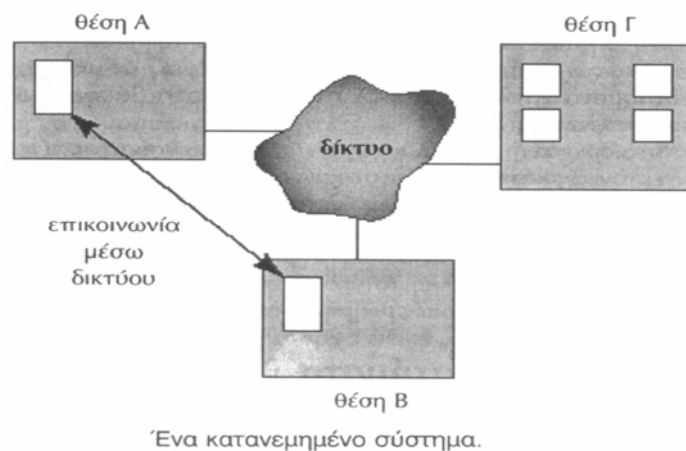 θέση Α
θέση Γ
δίκτυο
επικοινωνία
μέσω
δικτύου
θέση Β
Ένα κατανεμημένο σύστημα.